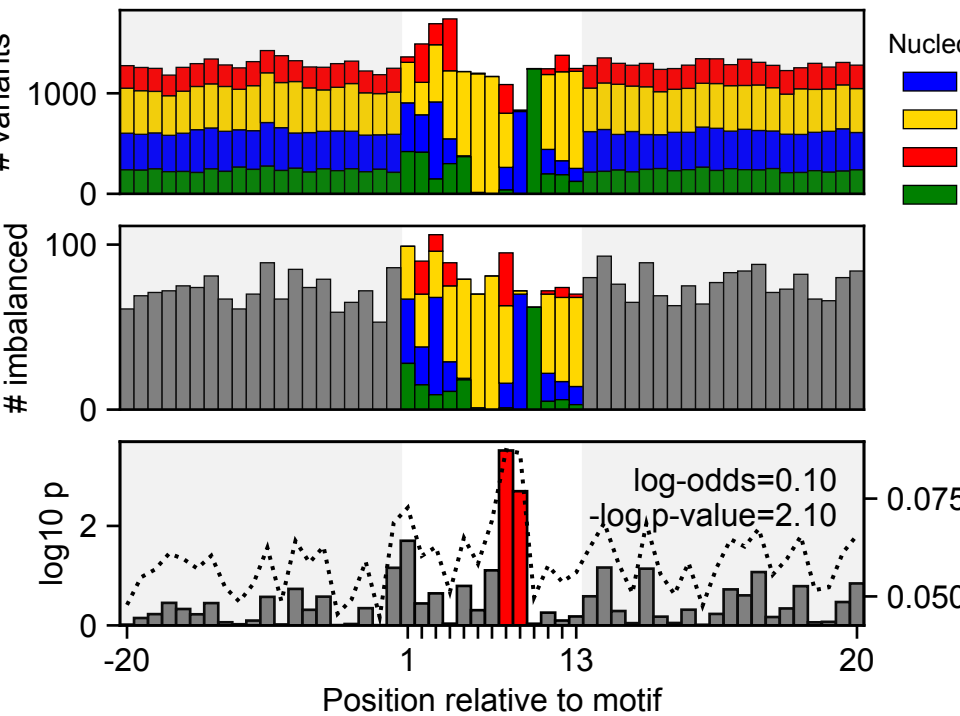 # variants
1000
0
Nucleo
# imbalanced
100
0
log10 p
2
0
log-odds=0.10
-log p-value=2.10
0.075
0.050
-20
1
13
20
Position relative to motif